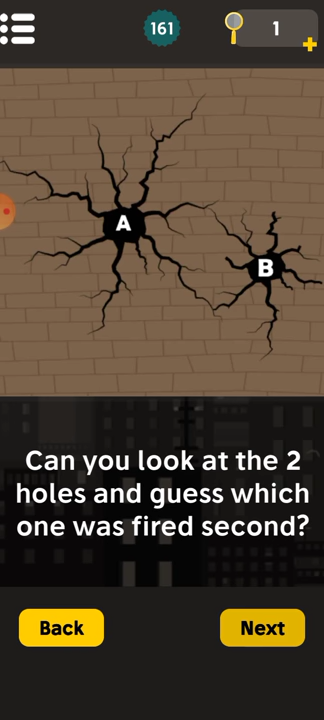 161
1
A
B
Can you look at the 2
holes and guess which
one was fired second?
Back
Next